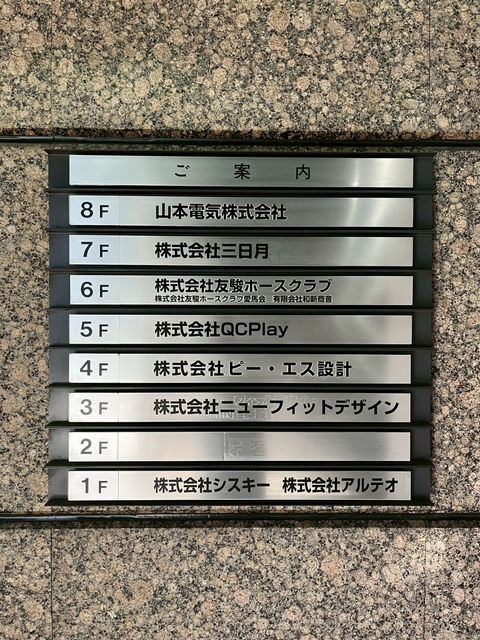 ご案内
8F 山本電気株式会社
7F 株式会社三日月
6F 株式会社友駿ホースクラブ
株式会社友駿ホースクラブ愛馬会 有限会社和新商會
5F 株式会社QCPlay
4F 株式会社ピー・エス設計
3F 株式会社ニューフィットデザイン
2F
1F 株式会社シスキー 株式会社アルテオ